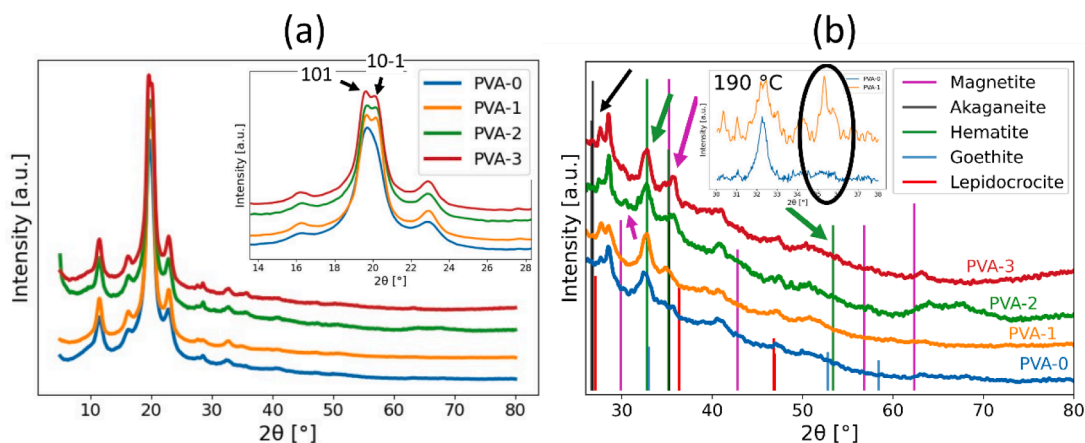 (a)
Intensity [a.u.]
101
10-1
14 16 18 20 22 24 26 28
2θ [°]
PVA-0
PVA-1
PVA-2
PVA-3
10 20 30 40 50 60 70 80
2θ [°]
(b)
Intensity [a.u.]
190 °C
Intensity [a.u.]
PVA-0
PVA-1
30 31 32 33 34 35 36 37 38
2θ [°]
Magnetite
Akaganeite
Hematite
Goethite
Lepidocrocite
PVA-3
PVA-2
PVA-1
PVA-0
30 40 50 60 70 80
2θ [°]